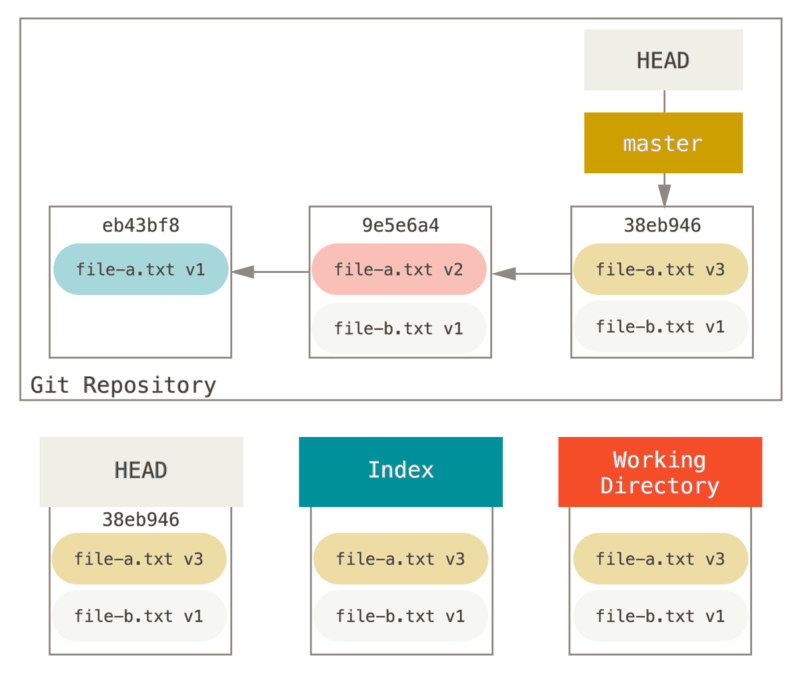 HEAD
master
eb43bf8
9e5e6a4
38eb946
file-a.txt v1
file-a.txt v2
file-a.txt v3
file-b.txt v1
file-b.txt v1
Git Repository
HEAD
Index
Working
Directory
38eb946
file-a.txt v3
file-a.txt v3
file-a.txt v3
file-b.txt v1
file-b.txt v1
file-b.txt v1